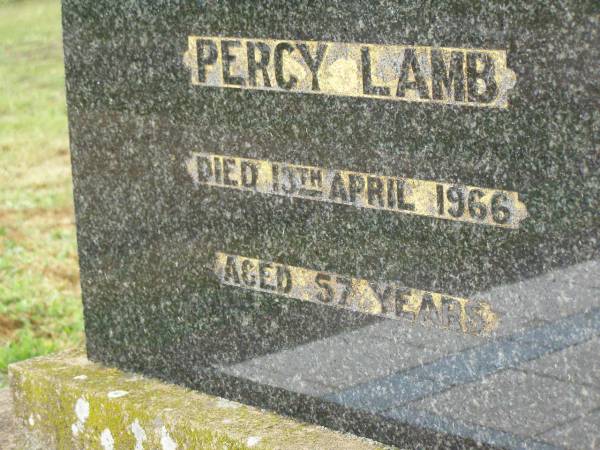 PERCY LAMB
DIED 13TH APRIL 1966
AGED 57 YEARS